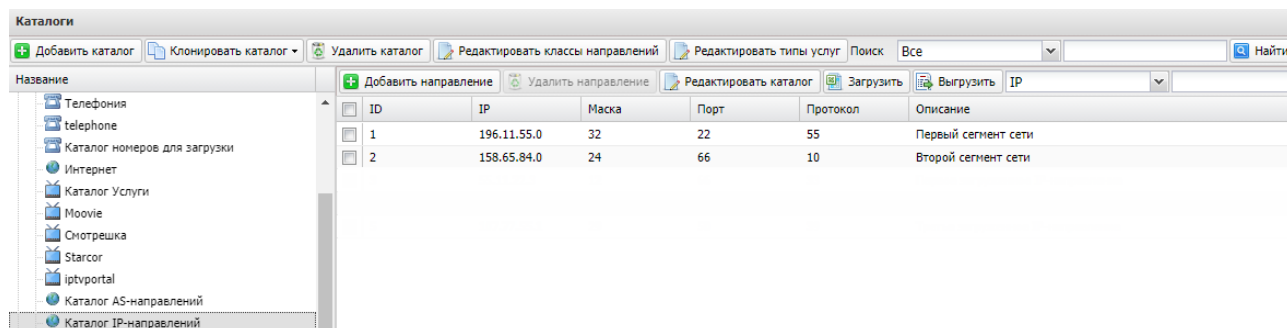 Каталоги
Добавить каталог Клонировать каталог Удалить каталог Редактировать классы направлений Редактировать типы услуг Поиск Все Найти
Название
Добавить направление Удалить направление Редактировать каталог Загрузить Выгрузить IP
Телефония
telephone
Каталог номеров для загрузки
Интернет
Каталог Услуги
Moovie
Смотрешка
Starcor
iptvportal
Каталог AS-направлений
Каталог IP-направлений
ID IP Маска Порт Протокол Описание
1 196.11.55.0 32 22 55 Первый сегмент сети
2 158.65.84.0 24 66 10 Второй сегмент сети